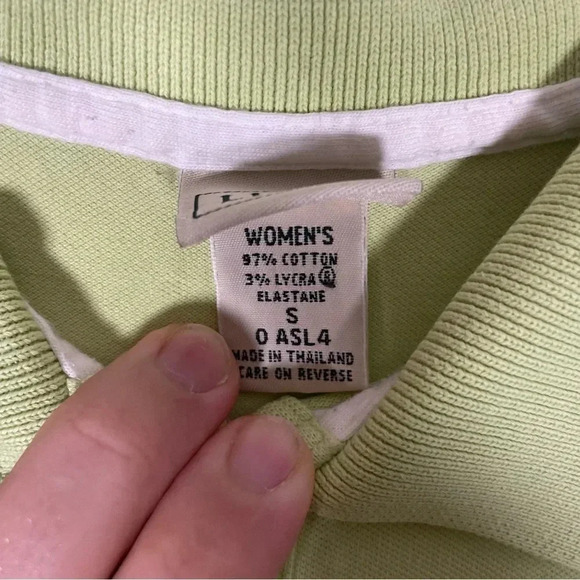 WOMEN'S
97% COTTON
3% LYCRA®
ELASTANE
S
0 ASL4
MADE IN THAILAND
CARE ON REVERSE